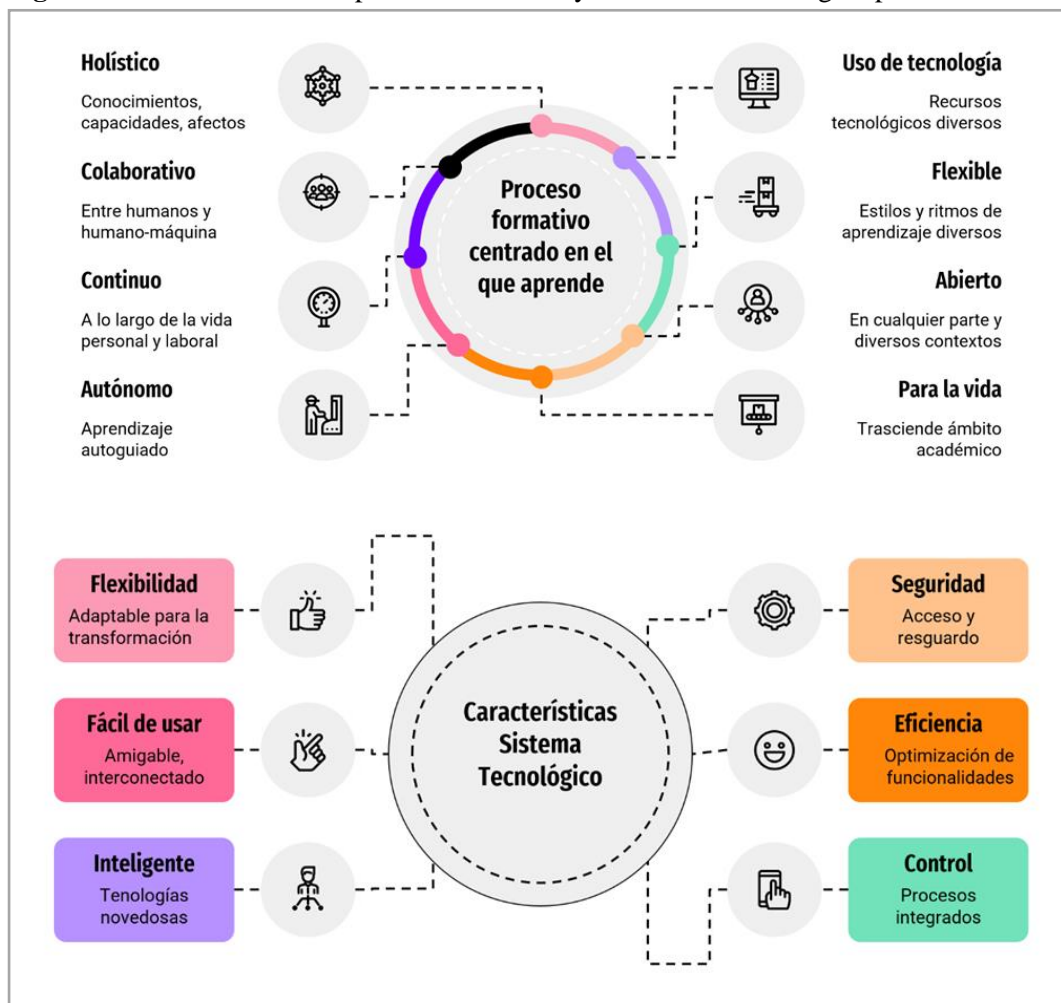 Holístico
Conocimientos,
capacidades, afectos
Colaborativo
Entre humanos y
humano-máquina
Continuo
A lo largo de la vida
personal y laboral
Autónomo
Aprendizaje
autoguiado
Proceso
formativo
centrado en el
que aprende
Uso de tecnología
Recursos
tecnológicos diversos
Flexible
Estilos y ritmos de
aprendizaje diversos
Abierto
En cualquier parte y
diversos contextos
Para la vida
Trasciende ámbito
académico
Flexibilidad
Adaptable para la
transformación
Fácil de usar
Amigable,
interconectado
Inteligente
Tenologías
novedosas
Características
Sistema
Tecnológico
Seguridad
Acceso y
resguardo
Eficiencia
Optimización de
funcionalidades
Control
Procesos
integrados